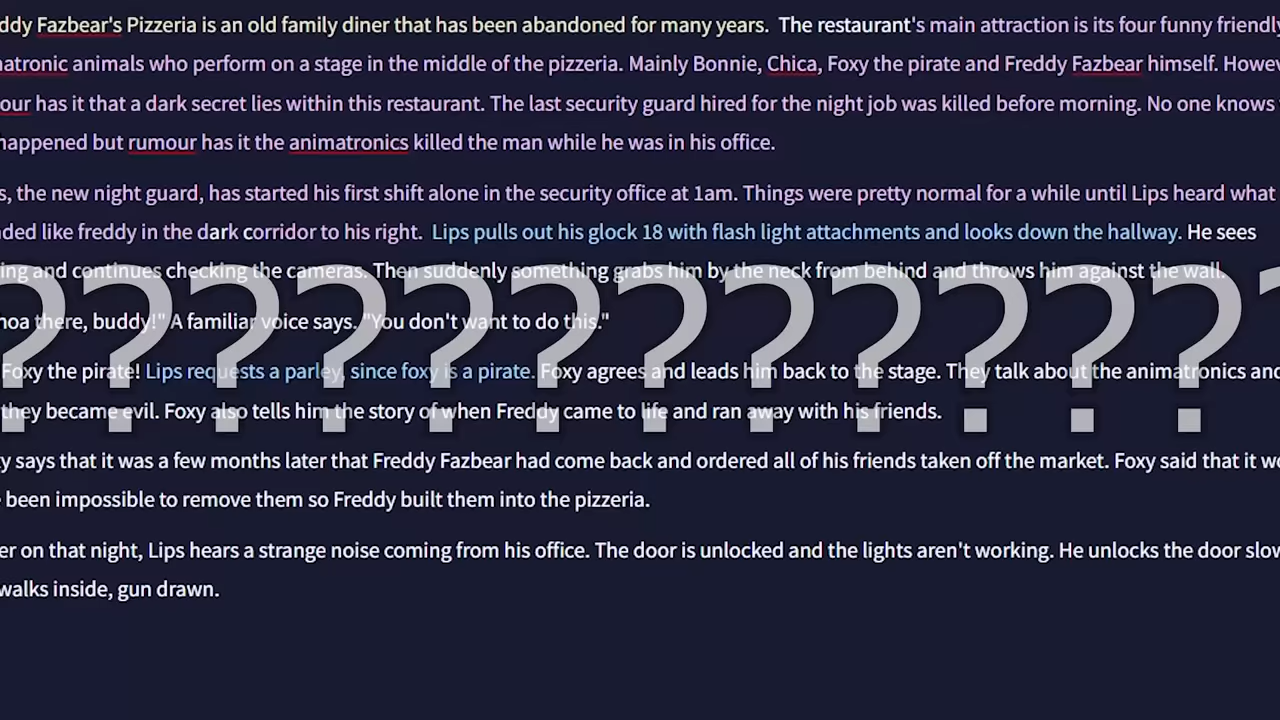 ddy Fazbear's Pizzeria is an old family diner that has been abandoned for many years. The restaurant's main attraction is its four funny friendly
matronic animals who perform on a stage in the middle of the pizzeria. Mainly Bonnie, Chica, Foxy the pirate and Freddy Fazbear himself. Howev
our has it that a dark secret lies within this restaurant. The last security guard hired for the night job was killed before morning. No one knows
happened but rumour has it the animatronics killed the man while he was in his office.
s, the new night guard, has started his first shift alone in the security office at 1am. Things were pretty normal for a while until Lips heard what
ded like freddy in the dark corridor to his right. Lips pulls out his glock 18 with flash light attachments and looks down the hallway. He sees
ing and continues checking the cameras. Then suddenly something grabs him by the neck from behind and throws him against the wall.
hoa there, buddy!" A familiar voice says. "You don't want to do this."
?????????????
Foxy the pirate! Lips requests a parley, since foxy is a pirate. Foxy agrees and leads him back to the stage. They talk about the animatronics and
they became evil. Foxy also tells him the story of when Freddy came to life and ran away with his friends.
y says that it was a few months later that Freddy Fazbear had come back and ordered all of his friends taken off the market. Foxy said that it wo
been impossible to remove them so Freddy built them into the pizzeria.
er on that night, Lips hears a strange noise coming from his office. The door is unlocked and the lights aren't working. He unlocks the door slow
walks inside, gun drawn.